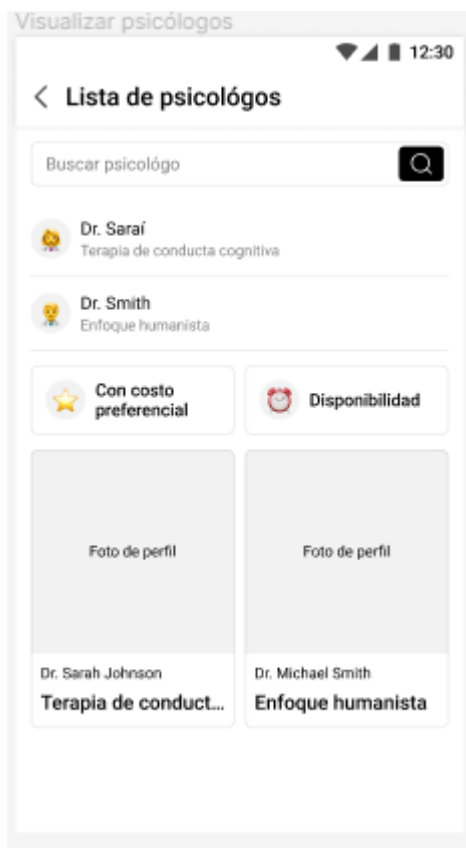 Visualizar psicólogos
12:30
Lista de psicológos
Buscar psicológo
Dr. Saraí
Terapia de conducta cognitiva
Dr. Smith
Enfoque humanista
Con costo
preferencial
Disponibilidad
Foto de perfil
Foto de perfil
Dr. Sarah Johnson
Terapia de conduct...
Dr. Michael Smith
Enfoque humanista